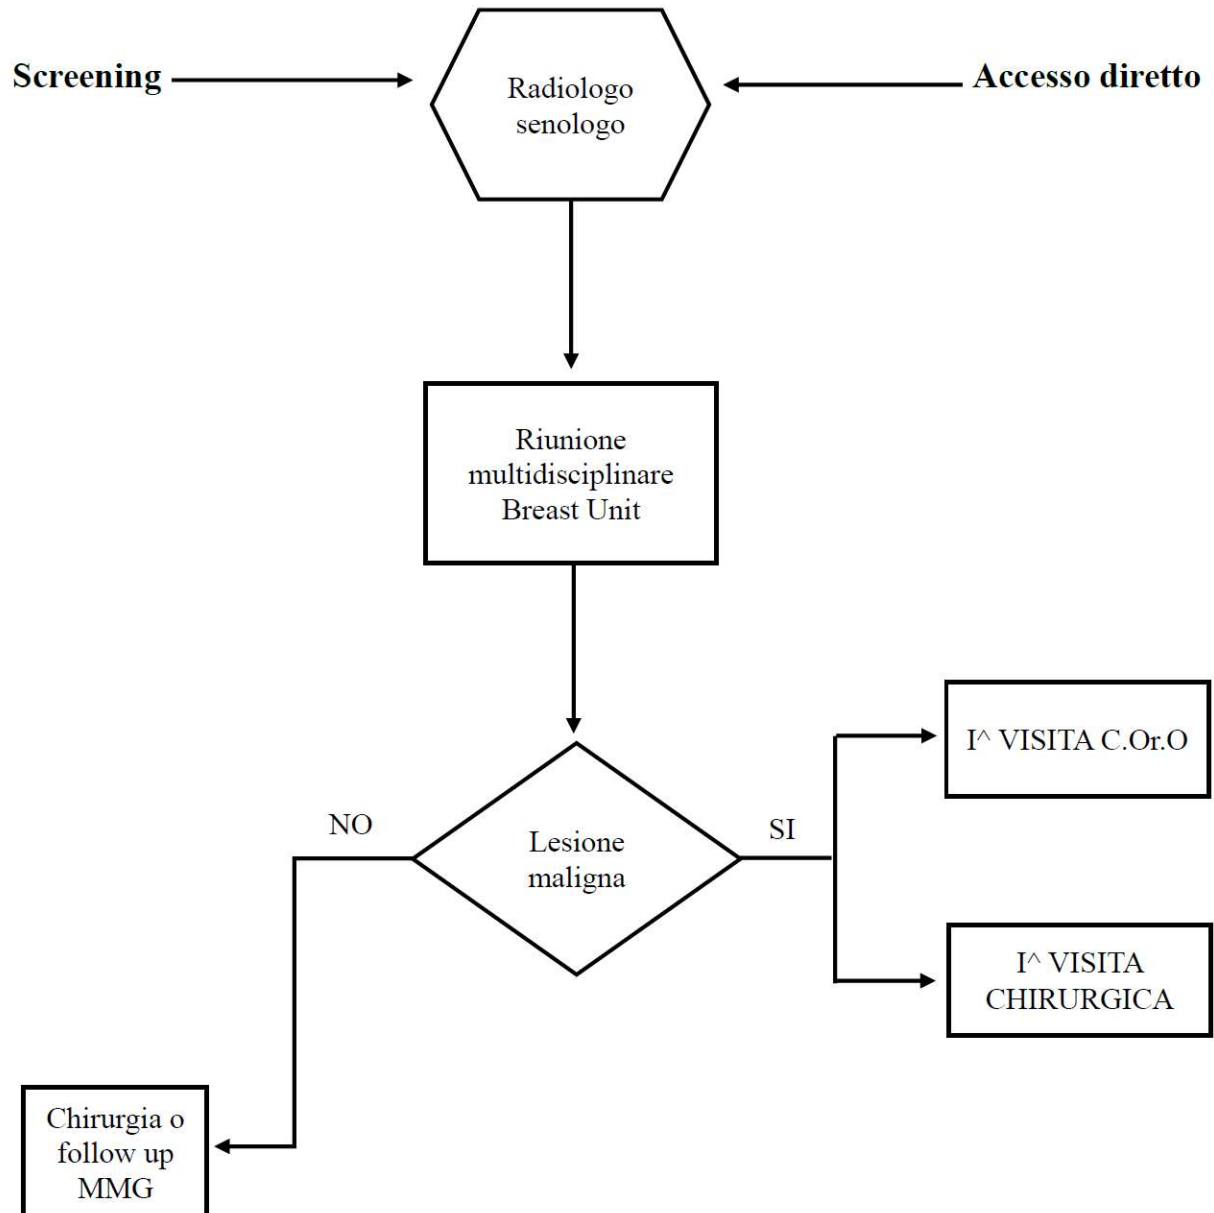 Screening
Radiologo
senologo
Accesso diretto
Riunione
multidisciplinare
Breast Unit
NO
Lesione
maligna
SI
I^ VISITA C.Or.O
I^ VISITA
CHIRURGICA
Chirurgia o
follow up
MMG